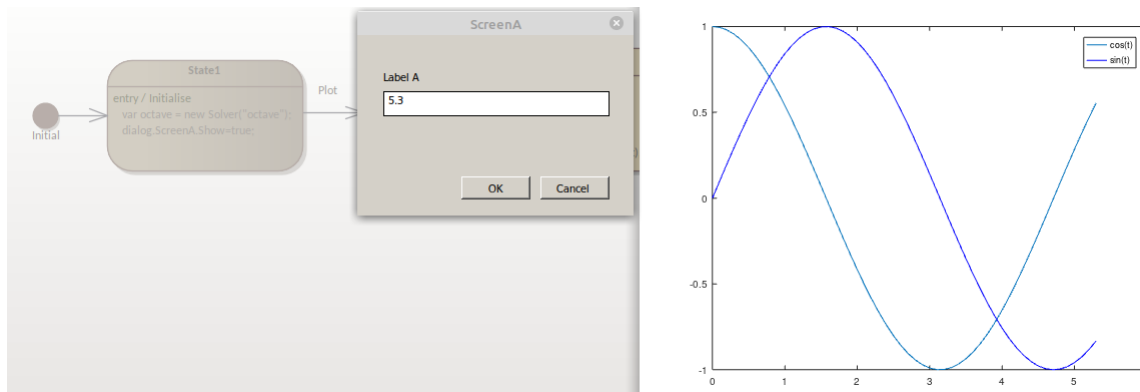 ScreenA
Label A
5.3
OK
Cancel
Initial
State1
entry / Initialise
var octave = new Solver("octave");
dialog.ScreenA.Show=true;
Plot
)
1
0.5
0
-0.5
-1
0
1
2
3
4
5
cos(t)
sin(t)